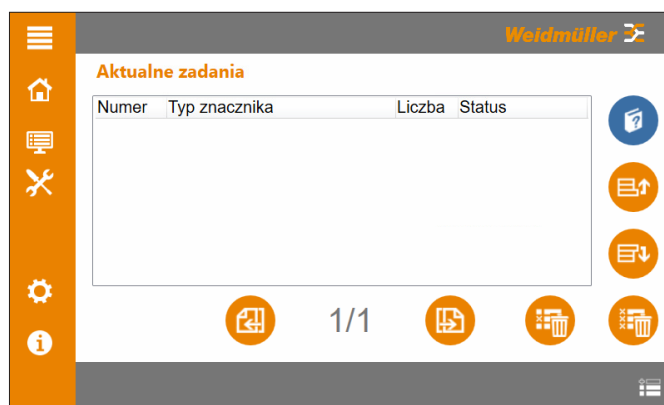 Weidmüller
Aktualne zadania
Numer Typ znacznika Liczba Status
1/1